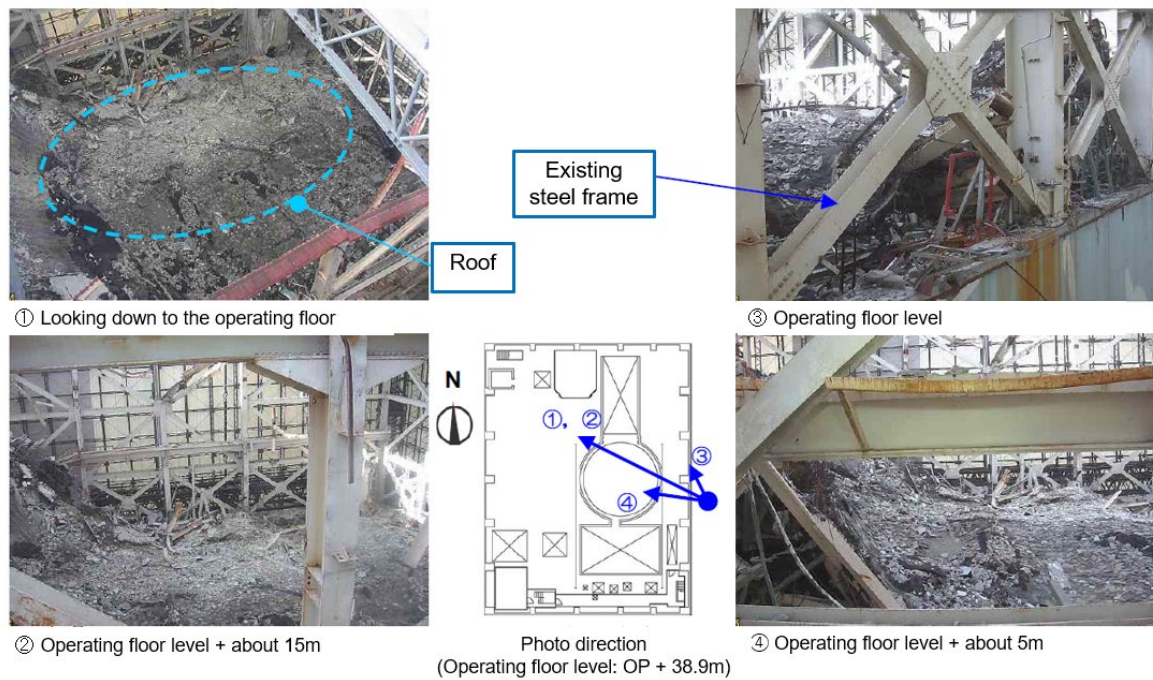 Existing
steel frame
Roof
① Looking down to the operating floor
③ Operating floor level
N
①, ②
③
④
② Operating floor level + about 15m
Photo direction
(Operating floor level: OP + 38.9m)
④ Operating floor level + about 5m